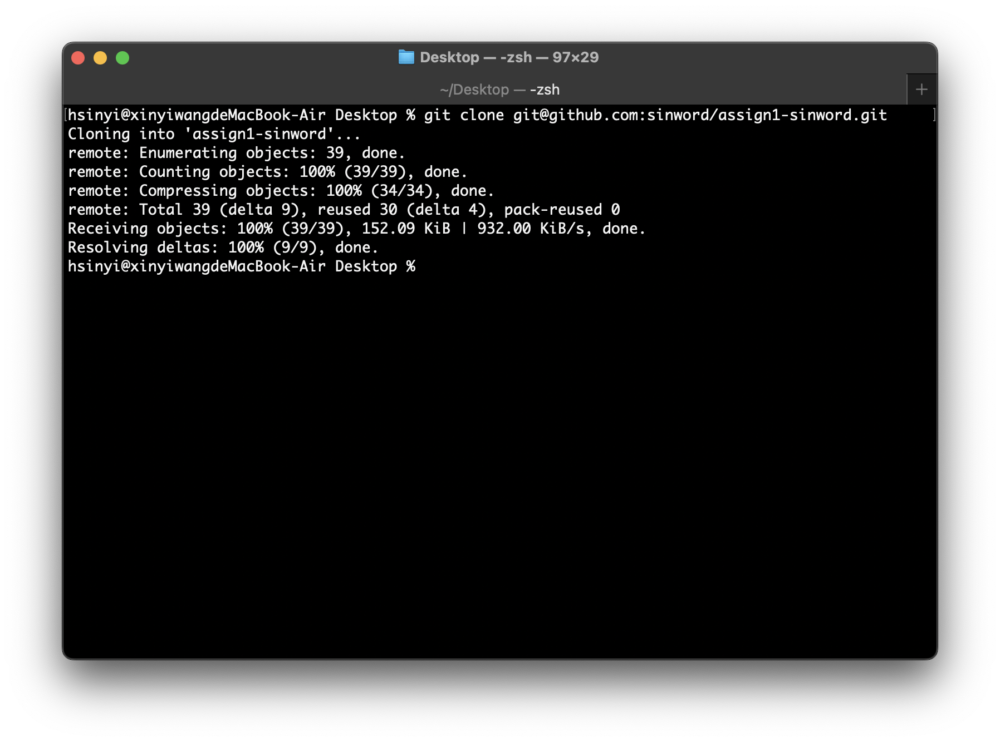 Desktop — -zsh — 97×29
~/Desktop — -zsh
hsinyi@xinyiwangdeMacBook-Air Desktop % git clone git@github.com:sinword/assign1-sinword.git
Cloning into 'assign1-sinword'...
remote: Enumerating objects: 39, done.
remote: Counting objects: 100% (39/39), done.
remote: Compressing objects: 100% (34/34), done.
remote: Total 39 (delta 9), reused 30 (delta 4), pack-reused 0
Receiving objects: 100% (39/39), 152.09 KiB | 932.00 KiB/s, done.
Resolving deltas: 100% (9/9), done.
hsinyi@xinyiwangdeMacBook-Air Desktop %